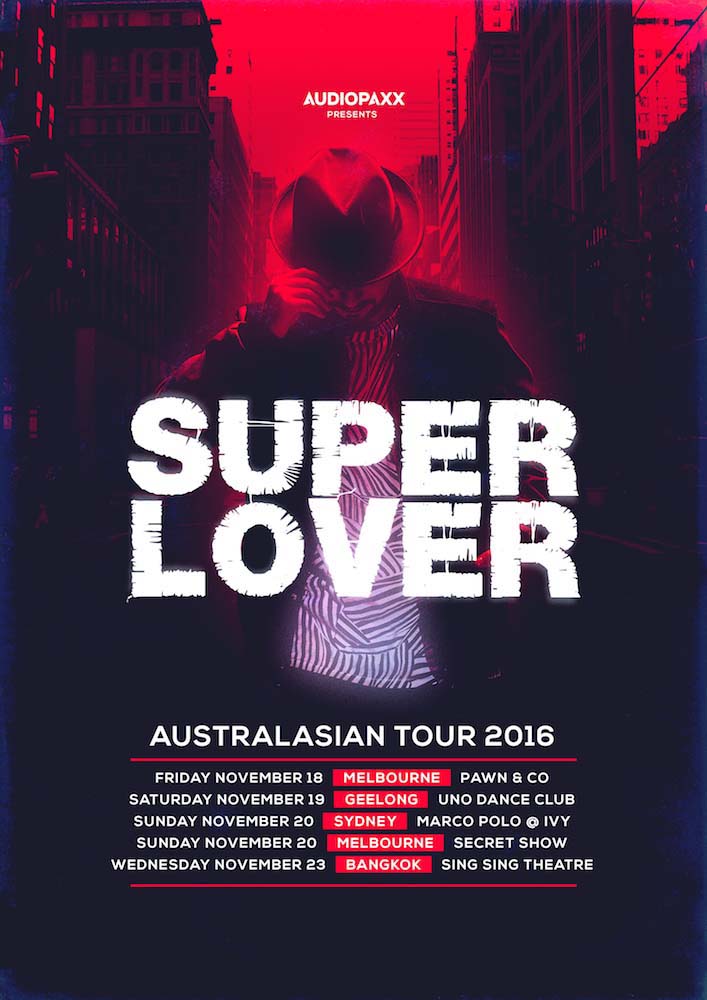 AUDIOPAXX
PRESENTS
SUPER
LOVER
AUSTRALASIAN TOUR 2016
FRIDAY NOVEMBER 18 MELBOURNE PAWN & CO
SATURDAY NOVEMBER 19 GEELONG UNO DANCE CLUB
SUNDAY NOVEMBER 20 SYDNEY MARCO POLO @ IVY
SUNDAY NOVEMBER 20 MELBOURNE SECRET SHOW
WEDNESDAY NOVEMBER 23 BANGKOK SING SING THEATRE